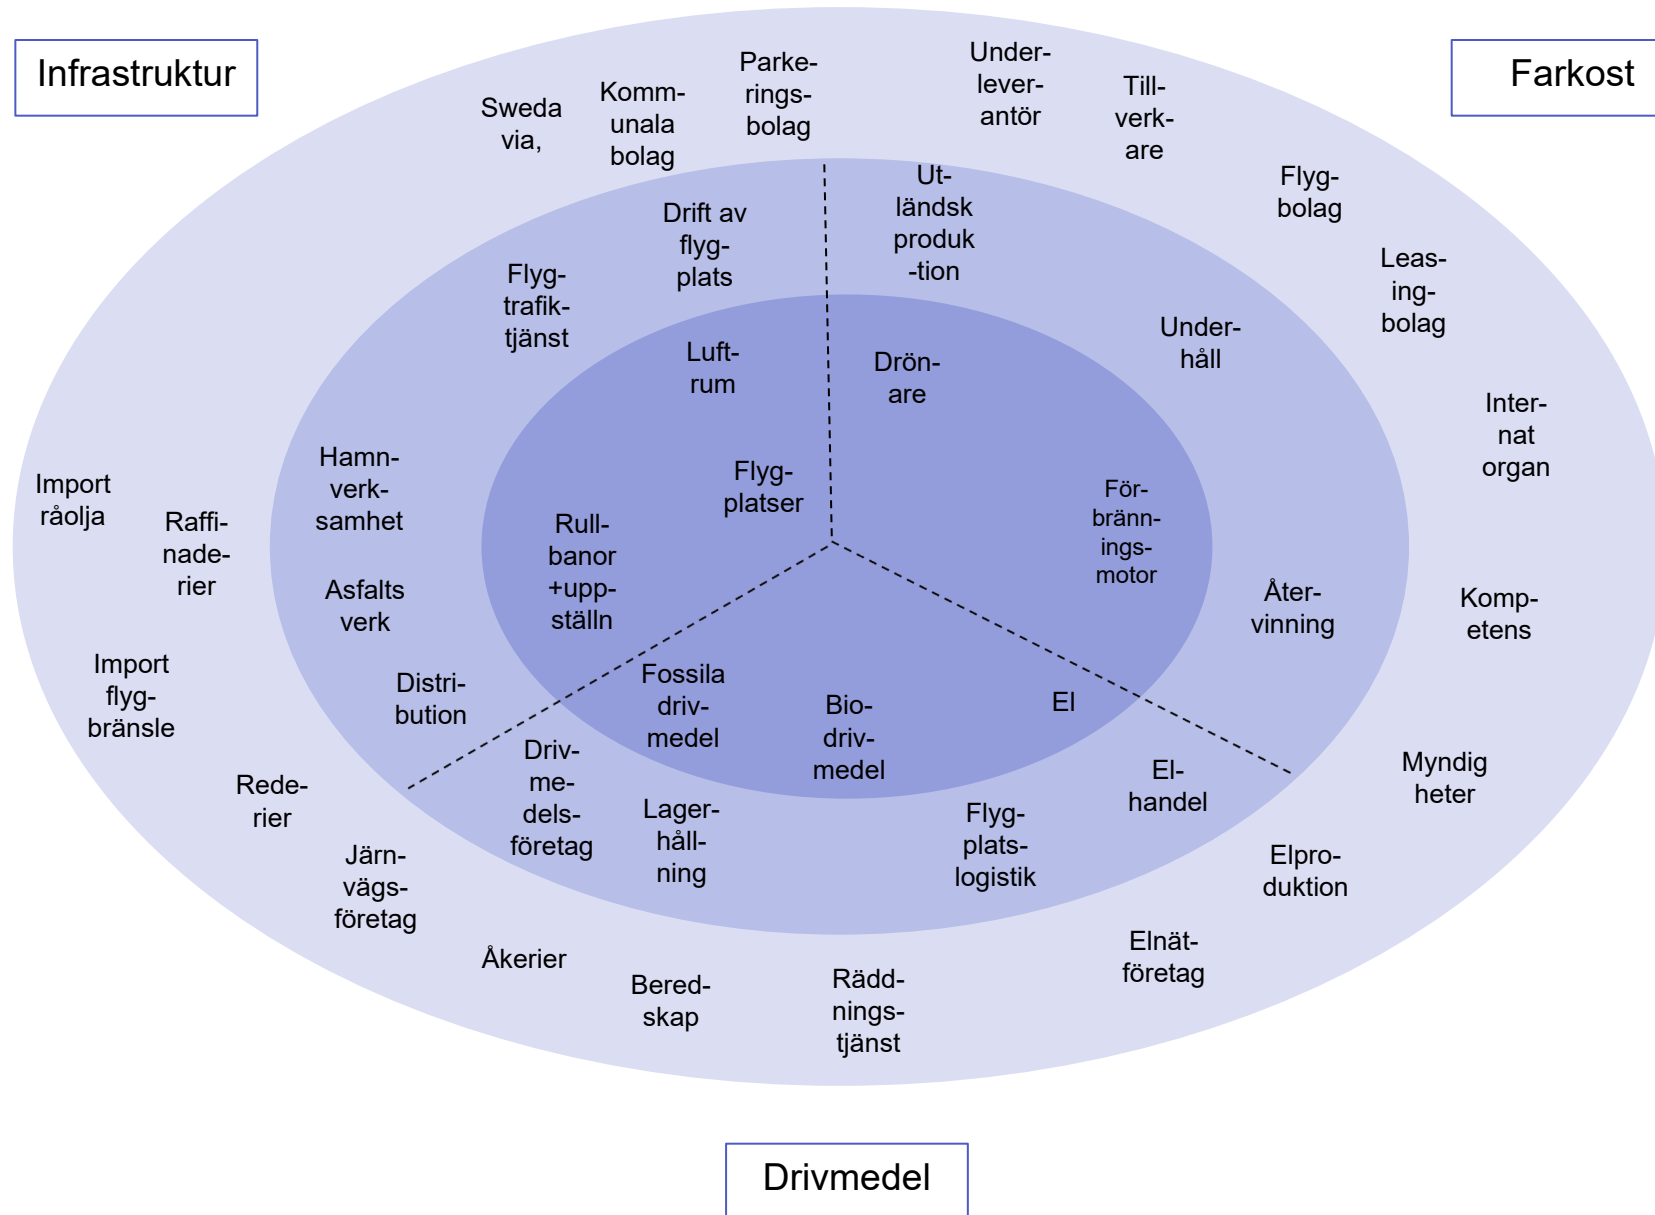 Infrastruktur
Farkost
Sweda
via,
Komm-
unala
bolag
Parke-
rings-
bolag
Under-
lever-
antör
Till-
verk-
are
Flyg-
bolag
Leas-
ing-
bolag
Inter-
nat
organ
Komp-
etens
Myndig
heter
Elpro-
duktion
Elnät-
företag
Rädd-
nings-
tjänst
Bered-
skap
Åkerier
Järn-
vägs-
företag
Rede-
rier
Import
flyg-
bränsle
Raffi-
nade-
rier
Import
råolja
Drift av
flyg-
plats
Flyg-
trafik-
tjänst
Hamn-
verk-
samhet
Asfalts
verk
Distri-
bution
Ut-
ländsk
produk
-tion
Under-
håll
Åter-
vinning
El-
handel
Flyg-
plats-
logistik
Lager-
håll-
ning
Driv-
me-
dels-
företag
Luft-
rum
Flyg-
platser
Rull-
banor
+upp-
ställn
Drön-
are
För-
bränn-
ings-
motor
Fossila
driv-
medel
Bio-
driv-
medel
El
Drivmedel